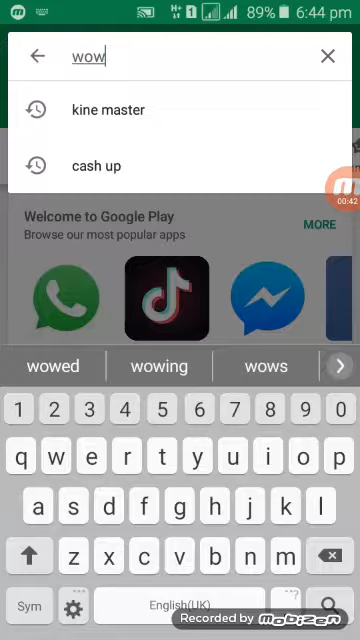 H+ 1 89% 6:44 pm
wow
kine master
cash up
00:42
Welcome to Google Play
Browse our most popular apps
MORE
wowed wowing wows
1 2 3 4 5 6 7 8 9 0
q w e r t y u i o p
a s d f g h j k l
z x c v b n m
Sym English(UK) ...?
Recorded by mobizen